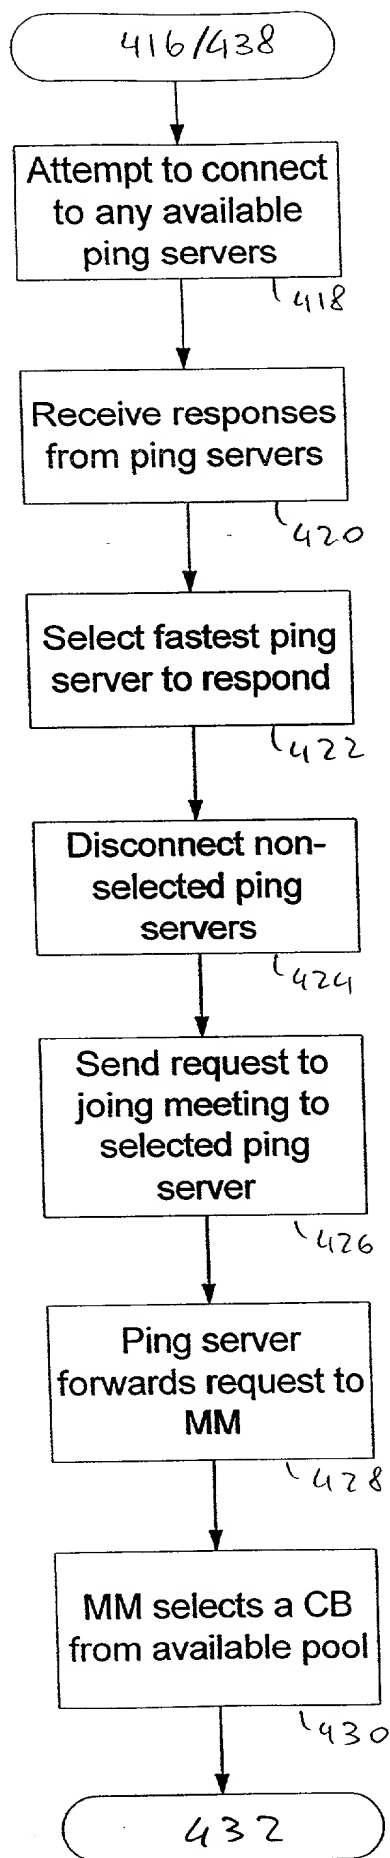 416/438
Attempt to connect
to any available
ping servers
418
Receive responses
from ping servers
420
Select fastest ping
server to respond
422
Disconnect non-
selected ping
servers
424
Send request to
joing meeting to
selected ping
server
426
Ping server
forwards request to
MM
428
MM selects a CB
from available pool
430
432